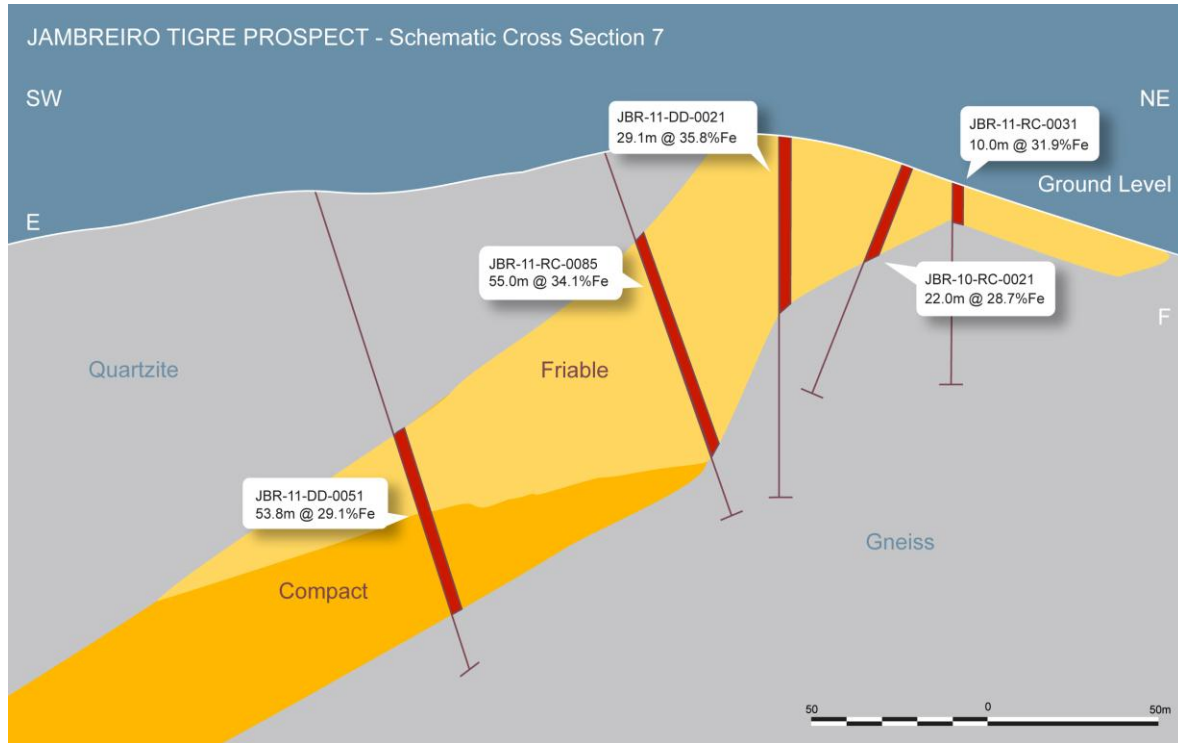 JAMBREIRO TIGRE PROSPECT - Schematic Cross Section 7
SW
NE
JBR-11-DD-0021
29.1m @ 35.8%Fe
JBR-11-RC-0031
10.0m @ 31.9%Fe
Ground Level
E
JBR-11-RC-0085
55.0m @ 34.1%Fe
JBR-10-RC-0021
22.0m @ 28.7%Fe
F
Quartzite
Friable
JBR-11-DD-0051
53.8m @ 29.1%Fe
Gneiss
Compact
50 0 50m